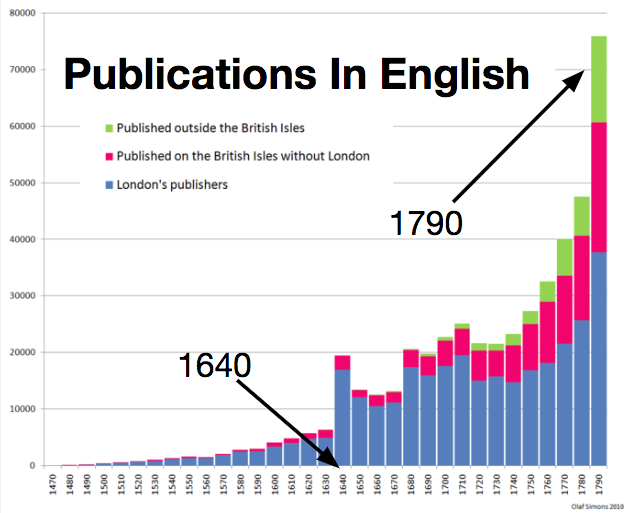 80000
Publications In English
70000
Published outside the British Isles
60000
Published on the British Isles without London
London's publishers
50000
1790
40000
30000
1640
20000
10000
0
1470 1480 1490 1500 1510 1520 1530 1540 1550 1560 1570 1580 1590 1600 1610 1620 1630 1640 1650 1660 1670 1680 1690 1700 1710 1720 1730 1740 1750 1760 1770 1780 1790
Olaf Simons 2010